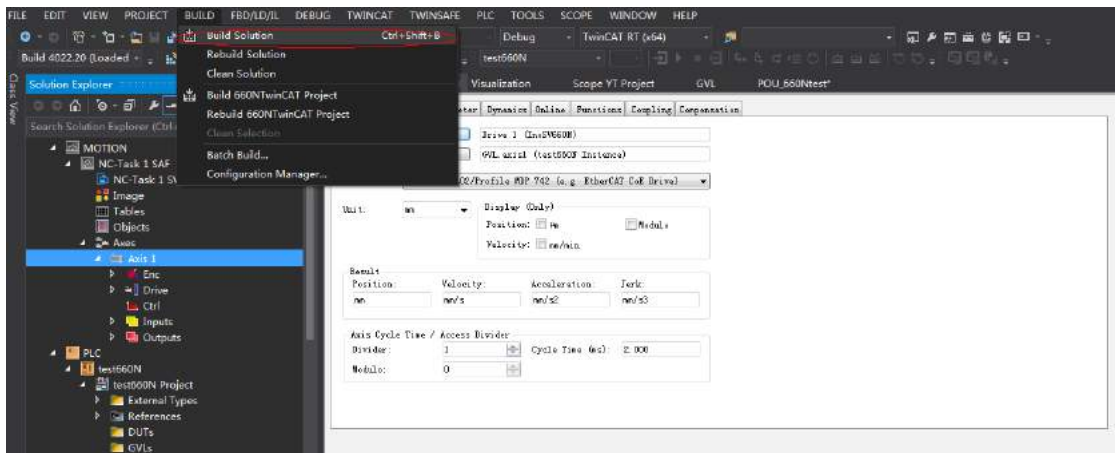 FILE EDIT VIEW PROJECT BUILD FBD/LD/IL DEBUG TWINCAT TWINSAFE PLC TOOLS SCOPE WINDOW HELP
Build Solution Ctrl+Shift+B
Debug TwinCAT RT (x64)
Build 4022.20 (Loaded
Rebuild Solution
test660N
Clean Solution
Class View
Solution Explorer
Visualization Scope YT Project GVL POU_660Ntest*
Build 660NTwinCAT Project
Rebuild 660NTwinCAT Project
Dynamics Online Functions Coupling Compensation
Search Solution Explorer (Ctrl
Clean Selection
Drive 1 (InoSV660N)
MOTION
Batch Build...
GVL.axis1 (test660N Instance)
NC-Task 1 SAF
Configuration Manager...
NC-Task 1 SV
Image
Unit: mm
Display (Only)
Tables
Position: Modulo
Objects
Velocity: mm/min
Axes
Axis 1
Result
Enc
Position: Velocity: Acceleration: Jerk:
Drive
mm mm/s mm/s2 mm/s3
Ctrl
Inputs
Axis Cycle Time / Access Divider
Outputs
Divider: 1 Cycle Time (ms): 2.000
PLC
Modulo: 0
test660N
test660N Project
External Types
References
DUTs
GVLs